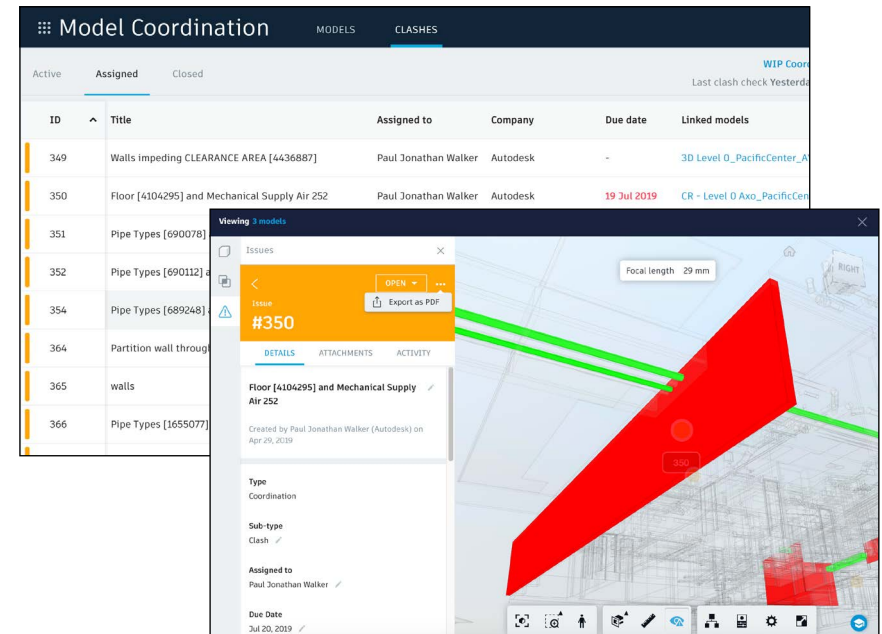 Model Coordination MODELS CLASHES
Active Assigned Closed
WIP Coor
Last clash check Yesterda
ID Title Assigned to Company Due date Linked models
349 Walls impeding CLEARANCE AREA [4436887] Paul Jonathan Walker Autodesk - 3D Level 0_PacificCenter_A
350 Floor [4104295] and Mechanical Supply Air 252 Paul Jonathan Walker Autodesk 19 Jul 2019 CR - Level 0 Axo_PacificCen
351 Pipe Types [690078]
352 Pipe Types [690112] a
354 Pipe Types [689248]
364 Partition wall through
365 walls
366 Pipe Types [1655077]
Viewing 3 models
Issues
OPEN
Export as PDF
Issue
#350
DETAILS ATTACHMENTS ACTIVITY
Floor [4104295] and Mechanical Supply
Air 252
Created by Paul Jonathan Walker (Autodesk) on
Apr 29, 2019
Type
Coordination
Sub-type
Clash
Assigned to
Paul Jonathan Walker
Due Date
Jul 20, 2019
Focal length 29 mm
RIGHT
350